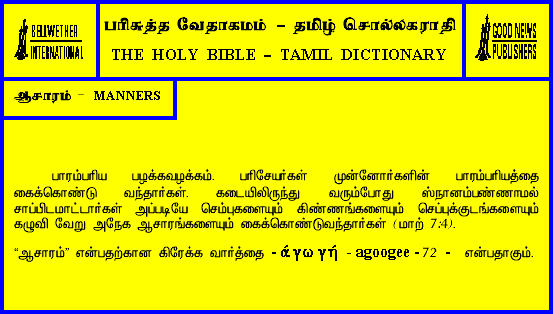 BELLWETHER
INTERNATIONAL
பரிசுத்த வேதாகமம் - தமிழ் சொல்லகராதி
THE HOLY BIBLE – TAMIL DICTIONARY
GOOD NEWS
PUBLISHERS
ஆசாரம் - MANNERS
பாரம்பரிய பழக்கவழக்கம். பரிசேயர்கள் முன்னோர்களின் பாரம்பரியத்தை
கைக்கொண்டு வந்தார்கள். கடையிலிருந்து வரும்போது ஸ்நானம்பண்ணாமல்
சாப்பிடமாட்டார்கள் அப்படியே செம்புகளையும் கிண்ணங்களையும் செப்புக்குடங்களையும்
கழுவி வேறு அநேக ஆசாரங்களையும் கைக்கொண்டுவந்தார்கள் (மாற் 7:4).
“ஆசாரம்” என்பதற்கான கிரேக்க வார்த்தை - άγωγή - agoogee - 72 - என்பதாகும்.